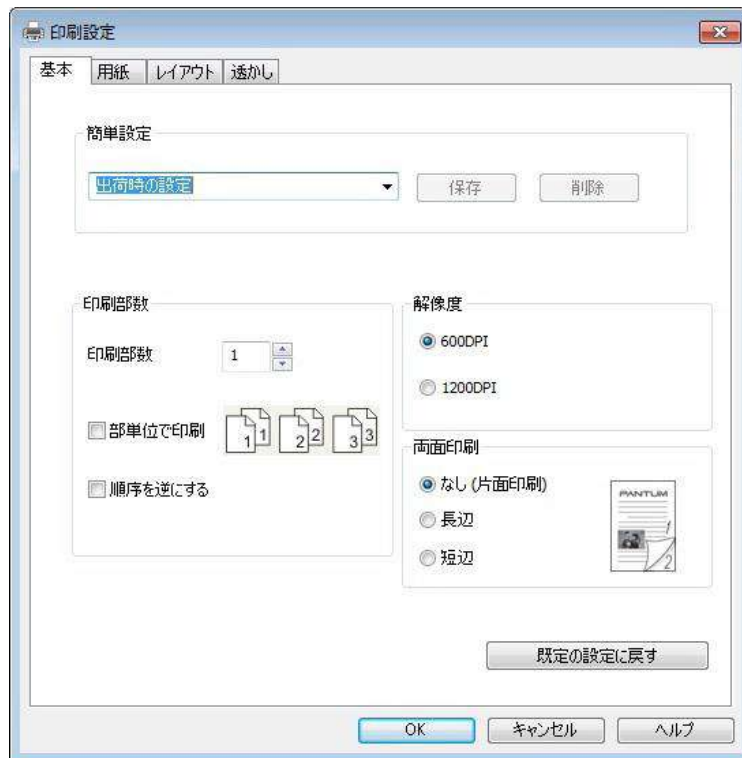 印刷設定
基本 用紙 レイアウト 透かし
簡単設定
出荷時の設定 保存 削除
印刷部数
印刷部数 1
部単位で印刷 1 1 2 2 3 3
順序を逆にする
解像度
600DPI
1200DPI
両面印刷
なし (片面印刷)
長辺
短辺
PANTUM
1
2
既定の設定に戻す
OK キャンセル ヘルプ